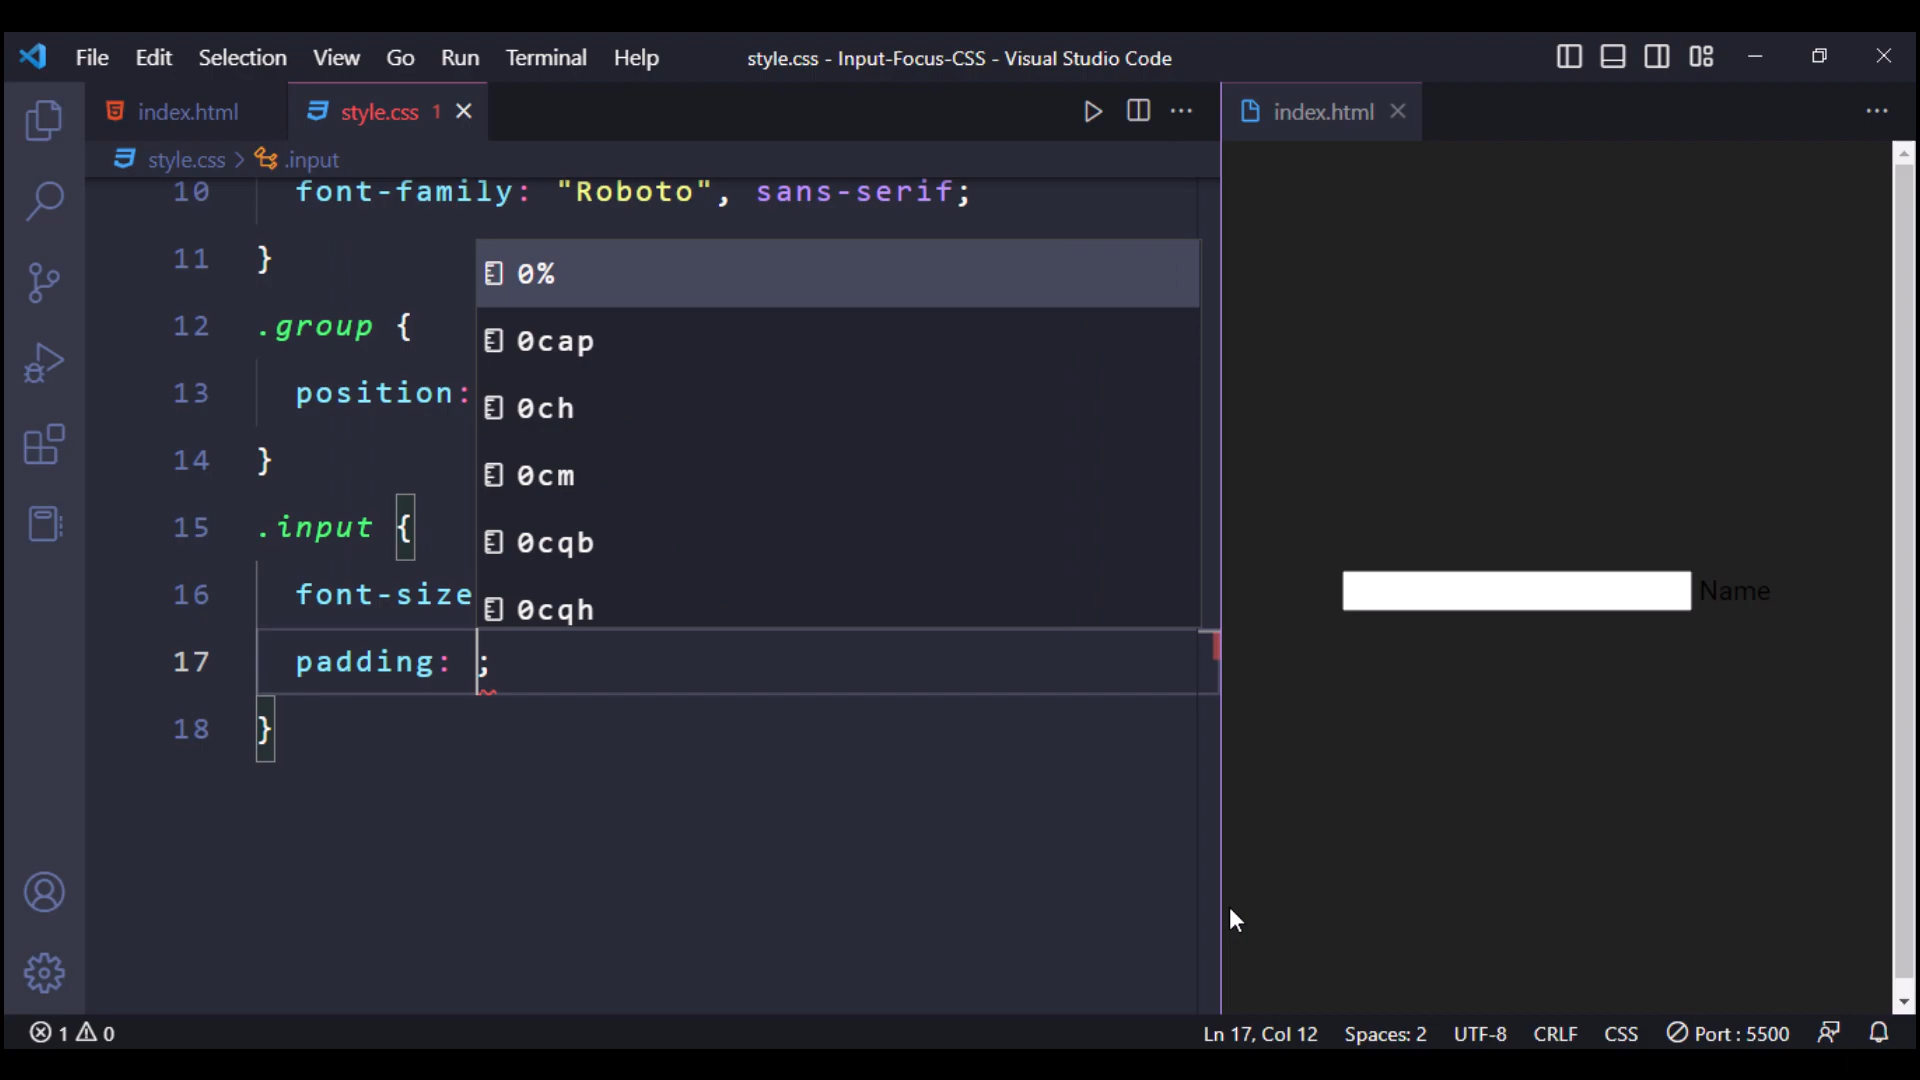 File Edit Selection View Go Run Terminal Help style.css - Input-Focus-CSS - Visual Studio Code
index.html style.css 1 index.html
style.css > .input
10 font-family: "Roboto", sans-serif;
11 }
0%
0cap
12 .group {
0ch
13 position:
0cm
14 }
0cqb
15 .input {
0cqh
16 font-size
17 padding: ;
18 }
Name
1 0 Ln 17, Col 12 Spaces: 2 UTF-8 CRLF CSS Port : 5500